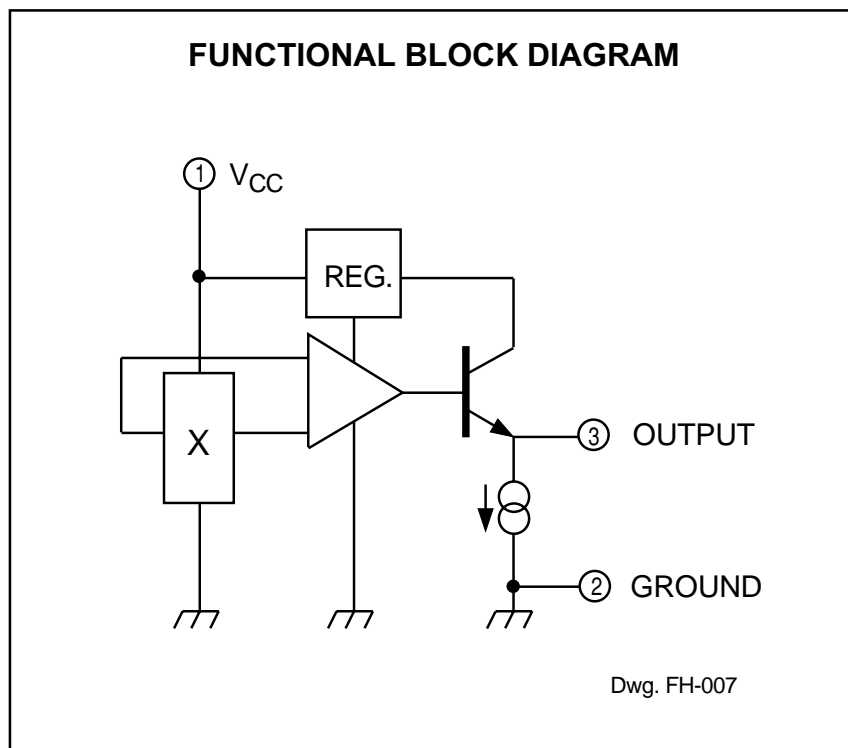 FUNCTIONAL BLOCK DIAGRAM
1 VCC
REG.
X
3 OUTPUT
2 GROUND
Dwg. FH-007